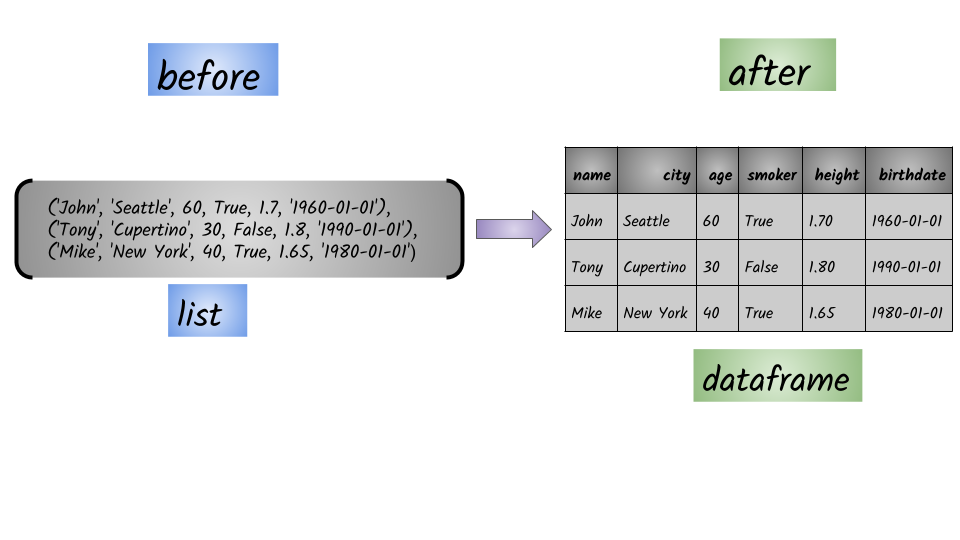 before
after
('John', 'Seattle', 60, True, 1.7, '1960-01-01'),
('Tony', 'Cupertino', 30, False, 1.8, '1990-01-01'),
('Mike', 'New York', 40, True, 1.65, '1980-01-01')
list
name city age smoker height birthdate
John Seattle 60 True 1.70 1960-01-01
Tony Cupertino 30 False 1.80 1990-01-01
Mike New York 40 True 1.65 1980-01-01
dataframe